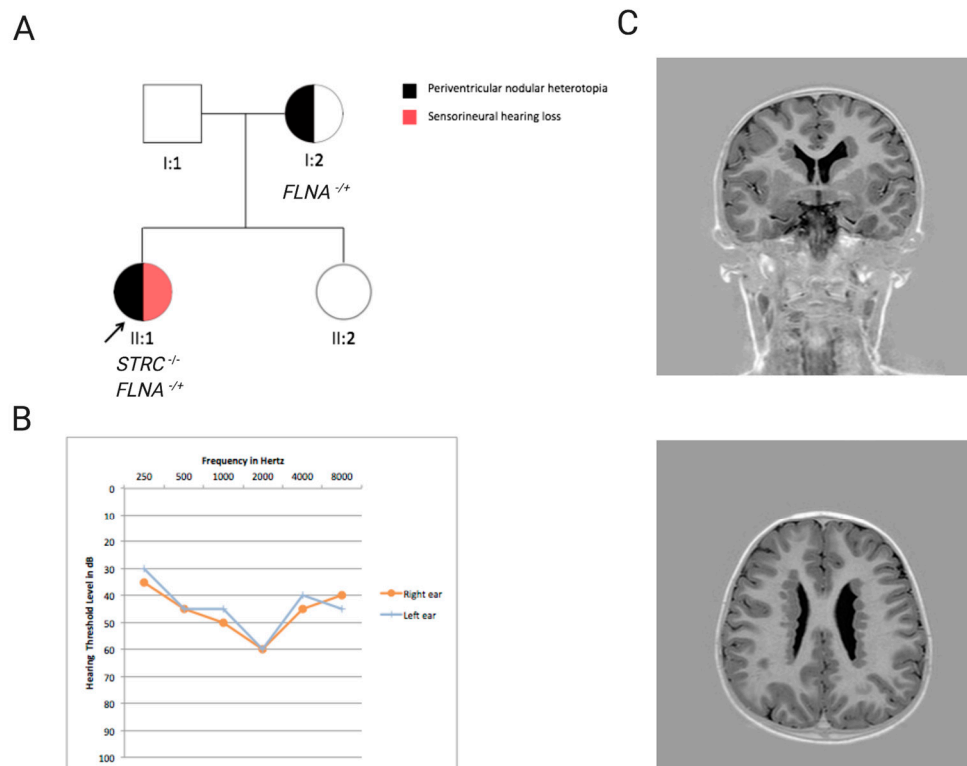 A
Periventricular nodular heterotopia
Sensorineural hearing loss
I:1
I:2
FLNA -/+
II:1
II:2
STRC -/-
FLNA -/+
B
Frequency in Hertz
250 500 1000 2000 4000 8000
Hearing Threshold Level in dB
0
10
20
30
40
50
60
70
80
90
100
Right ear
Left ear
C